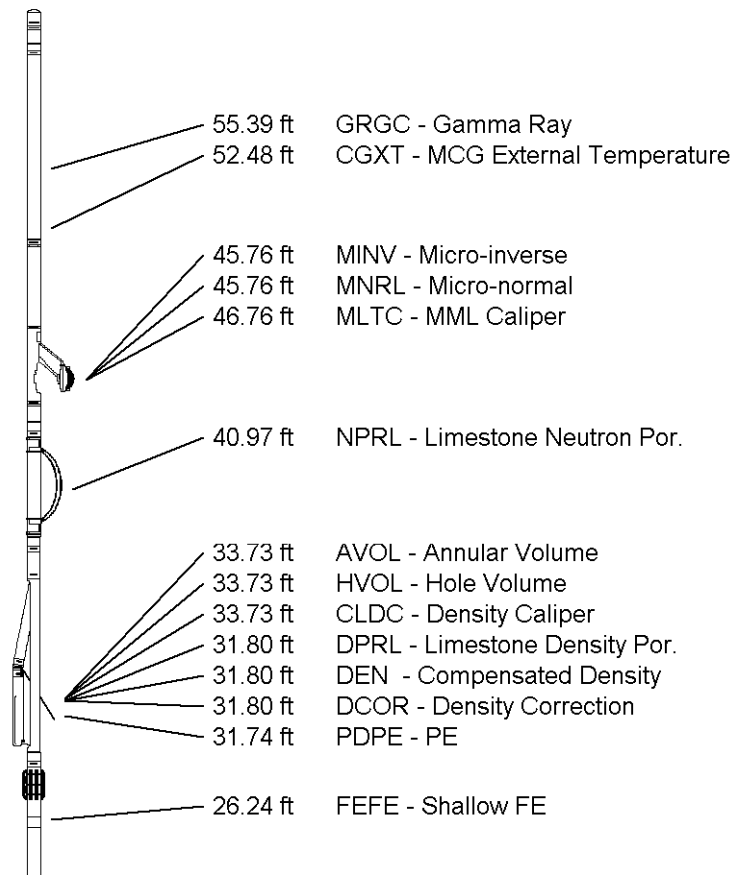 55.39 ft GRGC - Gamma Ray
52.48 ft CGXT - MCG External Temperature
45.76 ft MINV - Micro-inverse
45.76 ft MNRL - Micro-normal
46.76 ft MLTC - MML Caliper
40.97 ft NPRL - Limestone Neutron Por.
33.73 ft AVOL - Annular Volume
33.73 ft HVOL - Hole Volume
33.73 ft CLDC - Density Caliper
31.80 ft DPRL - Limestone Density Por.
31.80 ft DEN - Compensated Density
31.80 ft DCOR - Density Correction
31.74 ft PDPE - PE
26.24 ft FEFE - Shallow FE